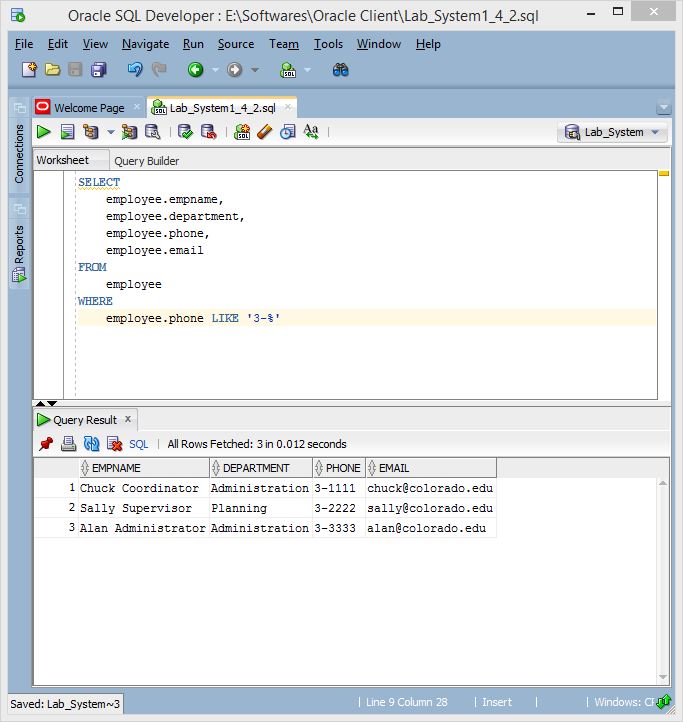 Oracle SQL Developer : E:\Softwares\Oracle Client\Lab_System1_4_2.sql
File Edit View Navigate Run Source Team Tools Window Help
SQL
Connections
Reports
Welcome Page Lab_System1_4_2.sql
SQL Aa Lab_System
Worksheet Query Builder
SELECT
employee.empname,
employee.department,
employee.phone,
employee.email
FROM
employee
WHERE
employee.phone LIKE '3-%'
Query Result x
SQL All Rows Fetched: 3 in 0.012 seconds
EMPNAME DEPARTMENT PHONE EMAIL
1 Chuck Coordinator Administration 3-1111 chuck@colorado.edu
2 Sally Supervisor Planning 3-2222 sally@colorado.edu
3 Alan Administrator Administration 3-3333 alan@colorado.edu
Saved: Lab_System~3 Line 9 Column 28 Insert Windows: